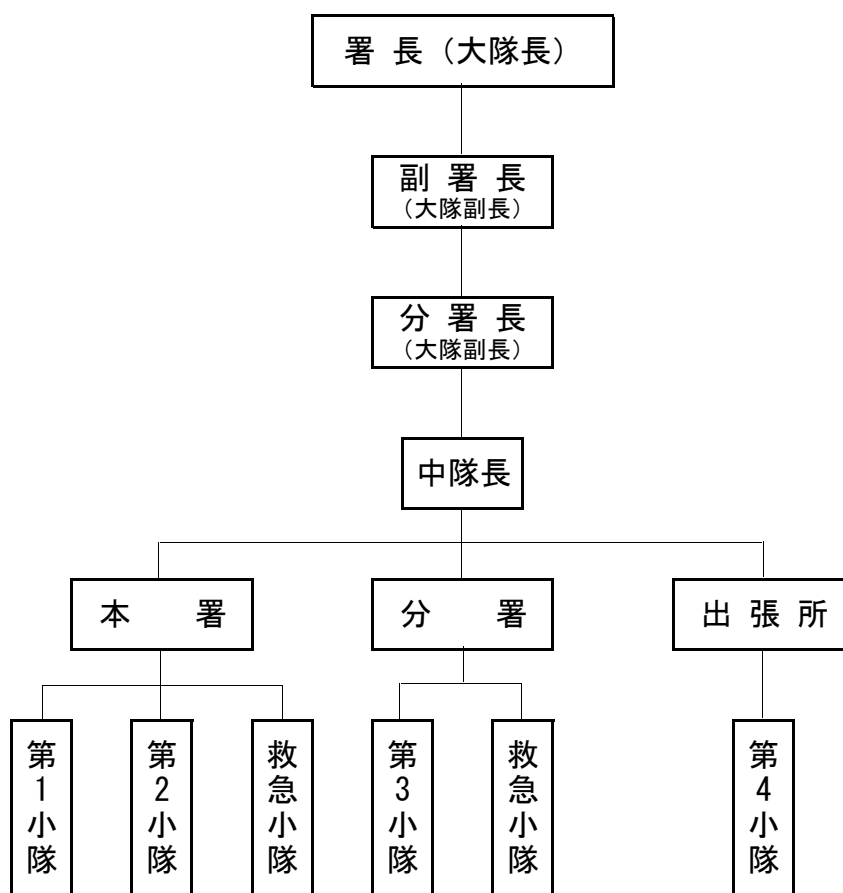 署 長（大隊長）
副 署 長
（大隊副長）
分 署 長
（大隊副長）
中隊長
本　　署
分　　署
出 張 所
第1小隊
第2小隊
救急小隊
第3小隊
救急小隊
第4小隊